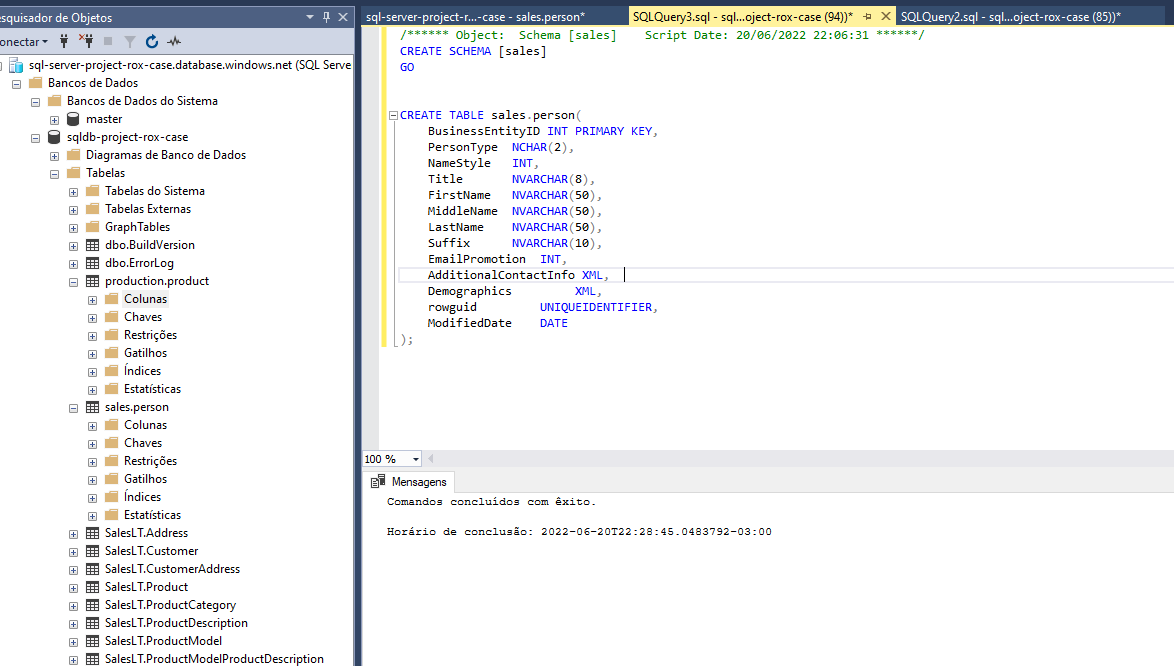 esquisador de Objetos
onectar
sql-server-project-rox-case.database.windows.net (SQL Serve
Bancos de Dados
Bancos de Dados do Sistema
master
sqldb-project-rox-case
Diagramas de Banco de Dados
Tabelas
Tabelas do Sistema
Tabelas Externas
GraphTables
dbo.BuildVersion
dbo.ErrorLog
production.product
Colunas
Chaves
Restrições
Gatilhos
Índices
Estatísticas
sales.person
Colunas
Chaves
Restrições
Gatilhos
Índices
Estatísticas
SalesLT.Address
SalesLT.Customer
SalesLT.CustomerAddress
SalesLT.Product
SalesLT.ProductCategory
SalesLT.ProductDescription
SalesLT.ProductModel
SalesLT.ProductModelProductDescription
sql-server-project-r...-case - sales.person* SQLQuery3.sql - sql...oject-rox-case (94))* SQLQuery2.sql - sql...oject-rox-case (85))*
/****** Object:  Schema [sales]    Script Date: 20/06/2022 22:06:31 ******/
CREATE SCHEMA [sales]
GO
CREATE TABLE sales.person(
BusinessEntityID INT PRIMARY KEY,
PersonType  NCHAR(2),
NameStyle   INT,
Title       NVARCHAR(8),
FirstName   NVARCHAR(50),
MiddleName  NVARCHAR(50),
LastName    NVARCHAR(50),
Suffix      NVARCHAR(10),
EmailPromotion  INT,
AdditionalContactInfo XML,
Demographics         XML,
rowguid         UNIQUEIDENTIFIER,
ModifiedDate    DATE
);
100 %
Mensagens
Comandos concluídos com êxito.
Horário de conclusão: 2022-06-20T22:28:45.0483792-03:00